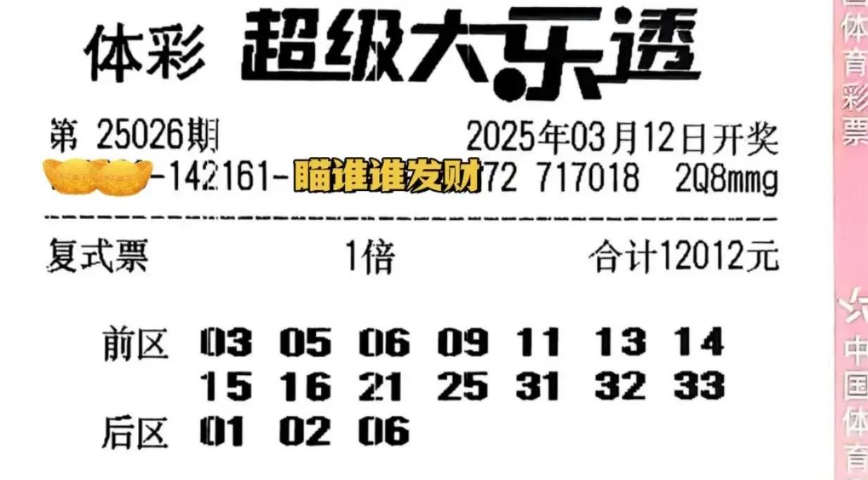 体彩 超级大乐透
第 25026期 2025年03月12日开奖
-142161-瞄谁谁发财72 717018 2Q8mmg
复式票 1倍 合计12012元
前区 03 05 06 09 11 13 14
15 16 21 25 31 32 33
后区 01 02 06
国体育彩票
中国体育